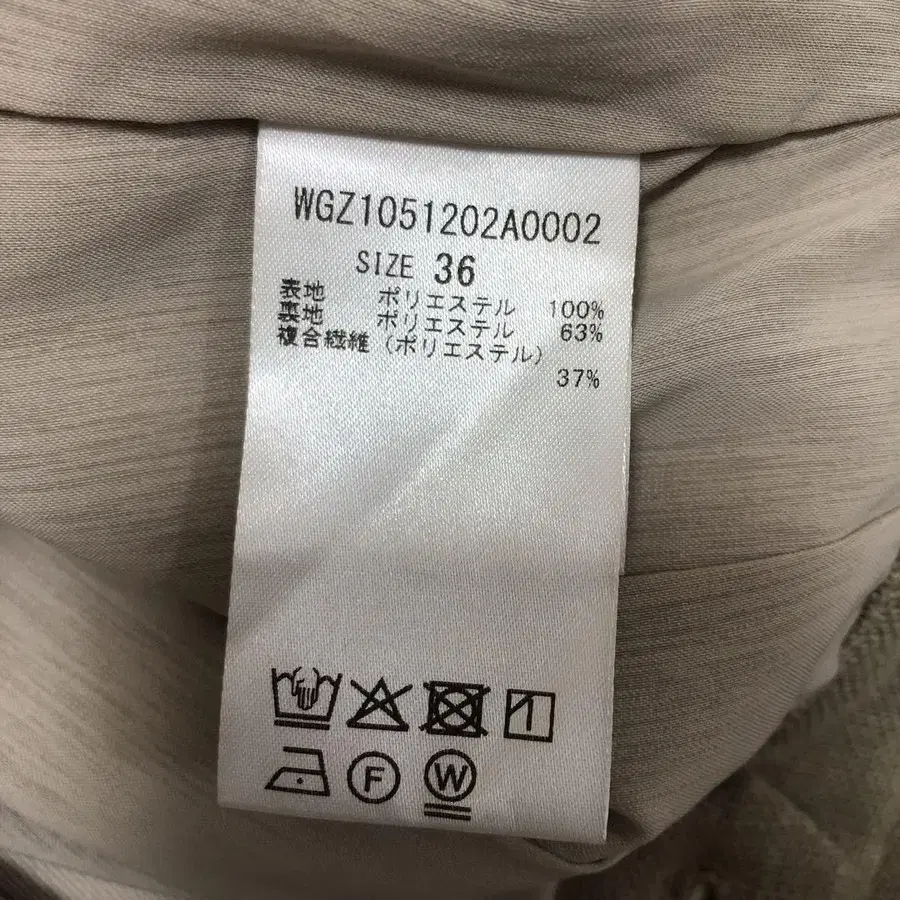 WGZ1051202A0002
SIZE 36
表地 ポリエステル 100%
裏地 ポリエステル 63%
複合繊維(ポリエステル)
37%
F W